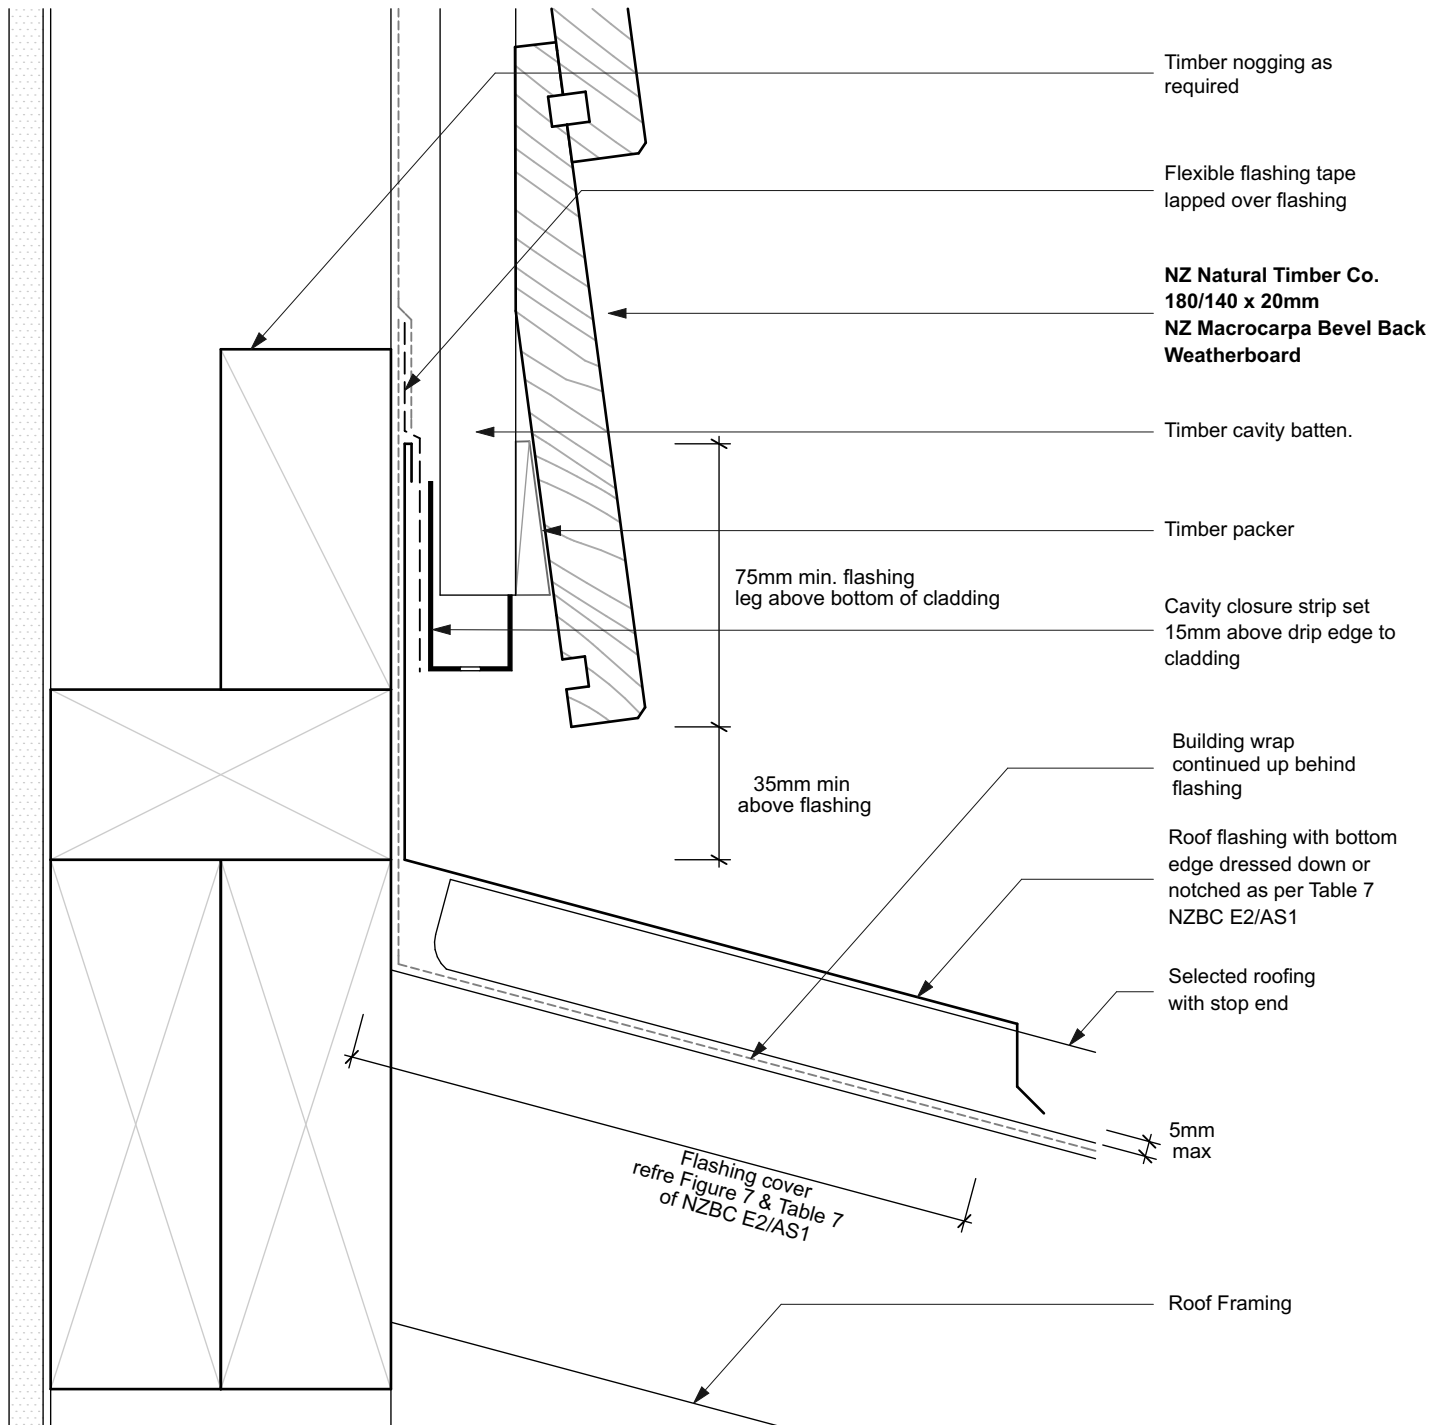 Timber nogging as
required
Flexible flashing tape
lapped over flashing
NZ Natural Timber Co.
180/140 x 20mm
NZ Macrocarpa Bevel Back
Weatherboard
Timber cavity batten.
Timber packer
75mm min. flashing
leg above bottom of cladding
Cavity closure strip set
15mm above drip edge to
cladding
Building wrap
continued up behind
flashing
35mm min
above flashing
Roof flashing with bottom
edge dressed down or
notched as per Table 7
NZBC E2/AS1
Selected roofing
with stop end
5mm
max
Flashing cover
refre Figure 7 & Table 7
of NZBC E2/AS1
Roof Framing